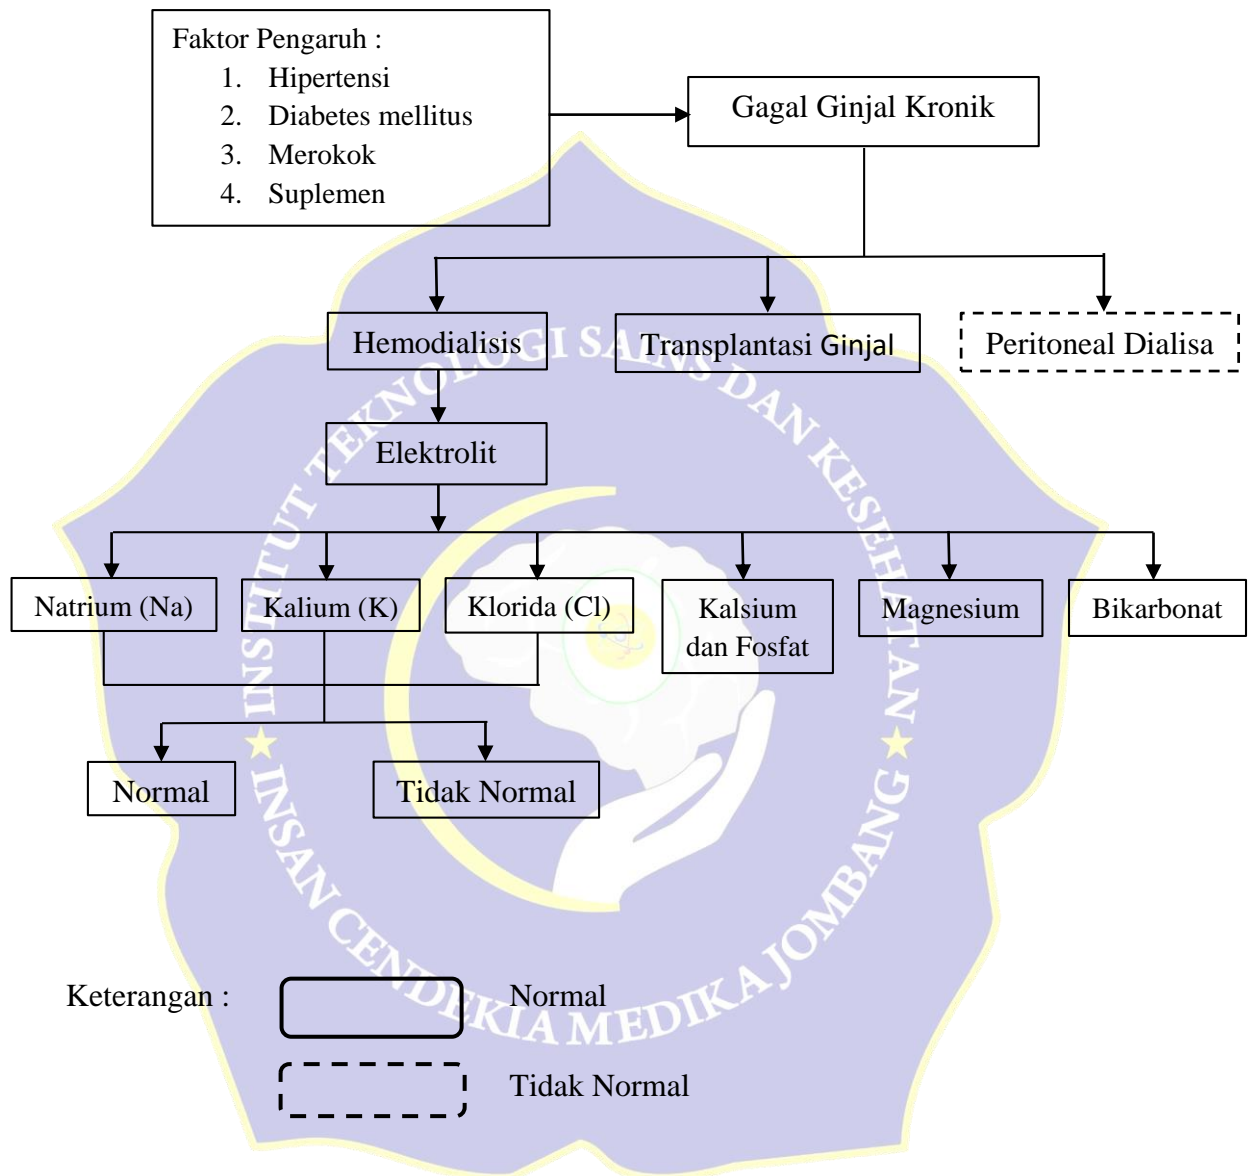 Faktor Pengaruh :
1. Hipertensi
2. Diabetes mellitus
3. Merokok
4. Suplemen
Gagal Ginjal Kronik
Hemodialisis
Transplantasi Ginjal
Peritoneal Dialisa
Elektrolit
Natrium (Na)
Kalium (K)
Klorida (Cl)
Kalsium
dan Fosfat
Magnesium
Bikarbonat
Normal
Tidak Normal
Keterangan :
Normal
Tidak Normal
INSTITUT TEKNOLOGI SAINS DAN KESEHATAN
INSAN CENDEKIA MEDIKA JOMBANG